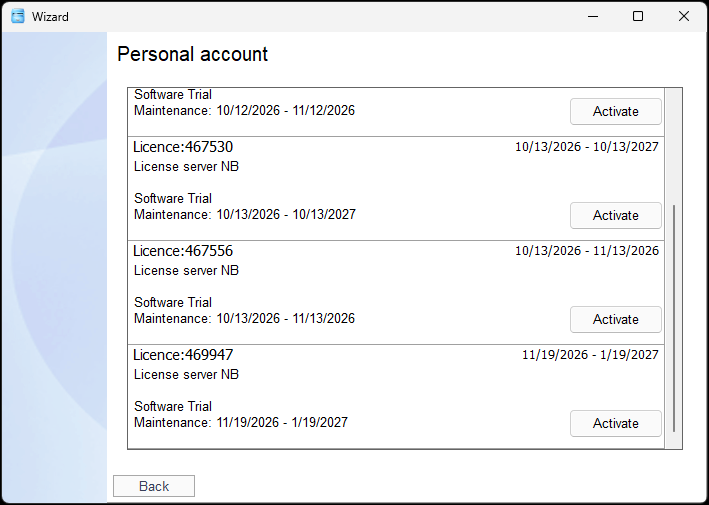 Wizard
Personal account
Software Trial
Maintenance: 10/12/2026 - 11/12/2026
Activate
Licence:467530
10/13/2026 - 10/13/2027
License server NB
Software Trial
Maintenance: 10/13/2026 - 10/13/2027
Activate
Licence:467556
10/13/2026 - 11/13/2026
License server NB
Software Trial
Maintenance: 10/13/2026 - 11/13/2026
Activate
Licence:469947
11/19/2026 - 1/19/2027
License server NB
Software Trial
Maintenance: 11/19/2026 - 1/19/2027
Activate
Back